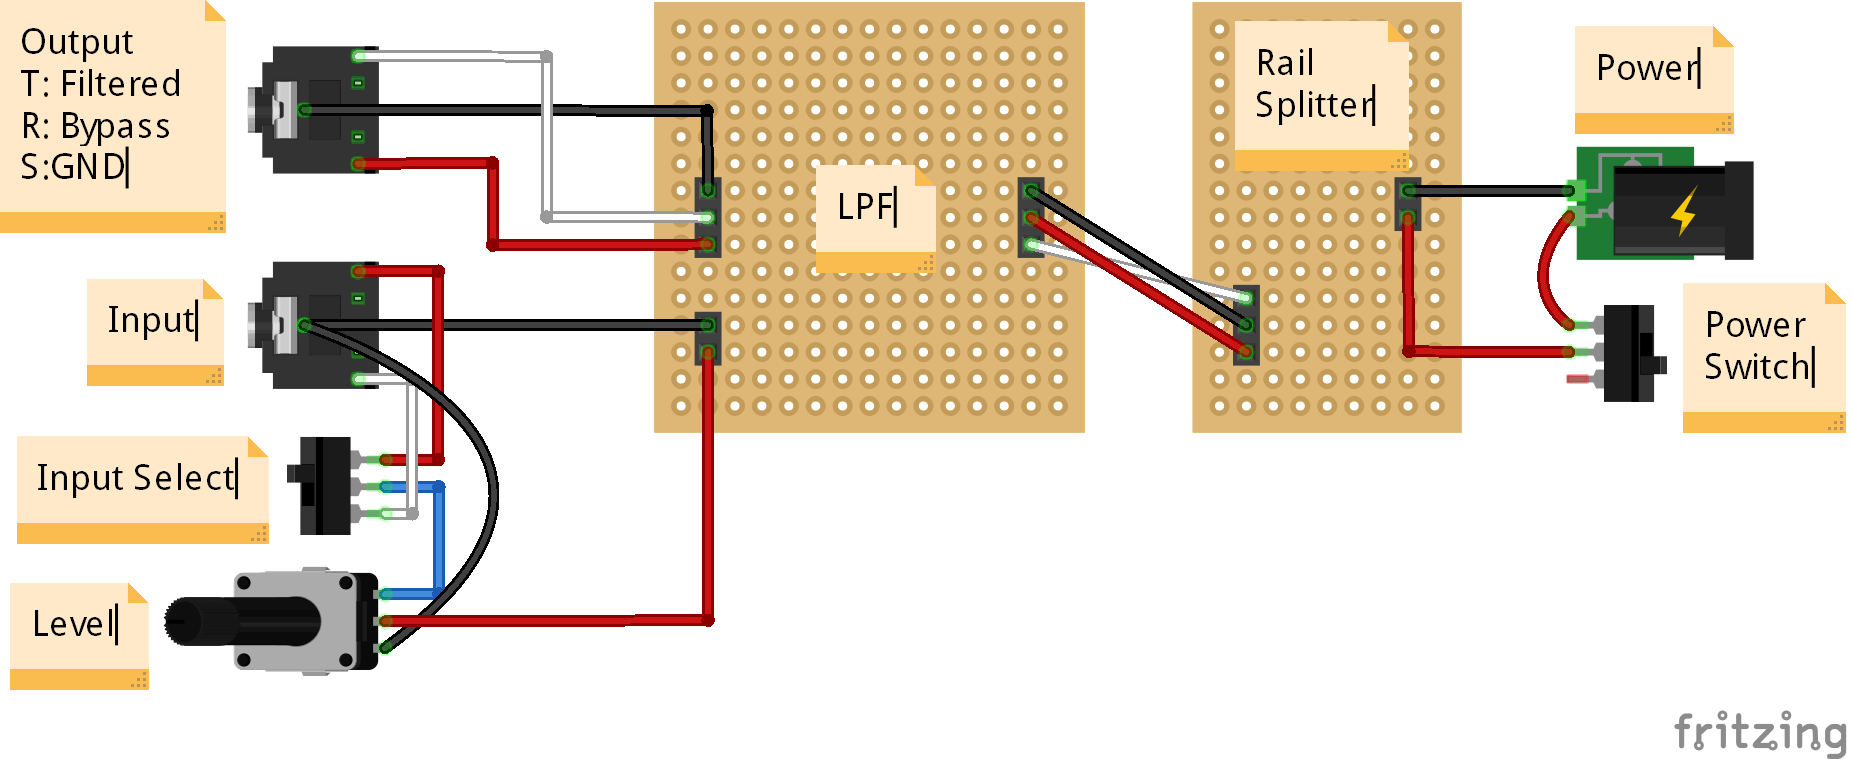 Output
T: Filtered
R: Bypass
S:GND
Input
Input Select
Level
LPF
Rail
Splitter
Power
Power
Switch
fritzing